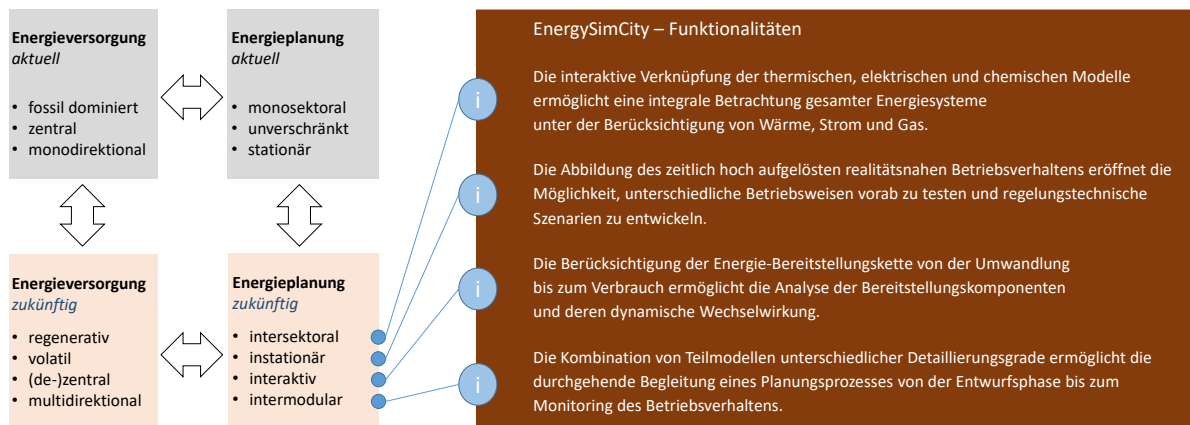 Energieversorgung
aktuell
• fossil dominiert
• zentral
• monodirektional
Energieplanung
aktuell
• monosektoral
• unverschränkt
• stationär
Energieversorgung
zukünftig
• regenerativ
• volatil
• (de-)zentral
• multidirektional
Energieplanung
zukünftig
• intersektoral
• instationär
• interaktiv
• intermodular
EnergySimCity – Funktionalitäten
i
Die interaktive Verknüpfung der thermischen, elektrischen und chemischen Modelle
ermöglicht eine integrale Betrachtung gesamter Energiesysteme
unter der Berücksichtigung von Wärme, Strom und Gas.
i
Die Abbildung des zeitlich hoch aufgelösten realitätsnahen Betriebsverhaltens eröffnet die
Möglichkeit, unterschiedliche Betriebsweisen vorab zu testen und regelungstechnische
Szenarien zu entwickeln.
i
Die Berücksichtigung der Energie-Bereitstellungskette von der Umwandlung
bis zum Verbrauch ermöglicht die Analyse der Bereitstellungskomponenten
und deren dynamische Wechselwirkung.
i
Die Kombination von Teilmodellen unterschiedlicher Detaillierungsgrade ermöglicht die
durchgehende Begleitung eines Planungsprozesses von der Entwurfsphase bis zum
Monitoring des Betriebsverhaltens.